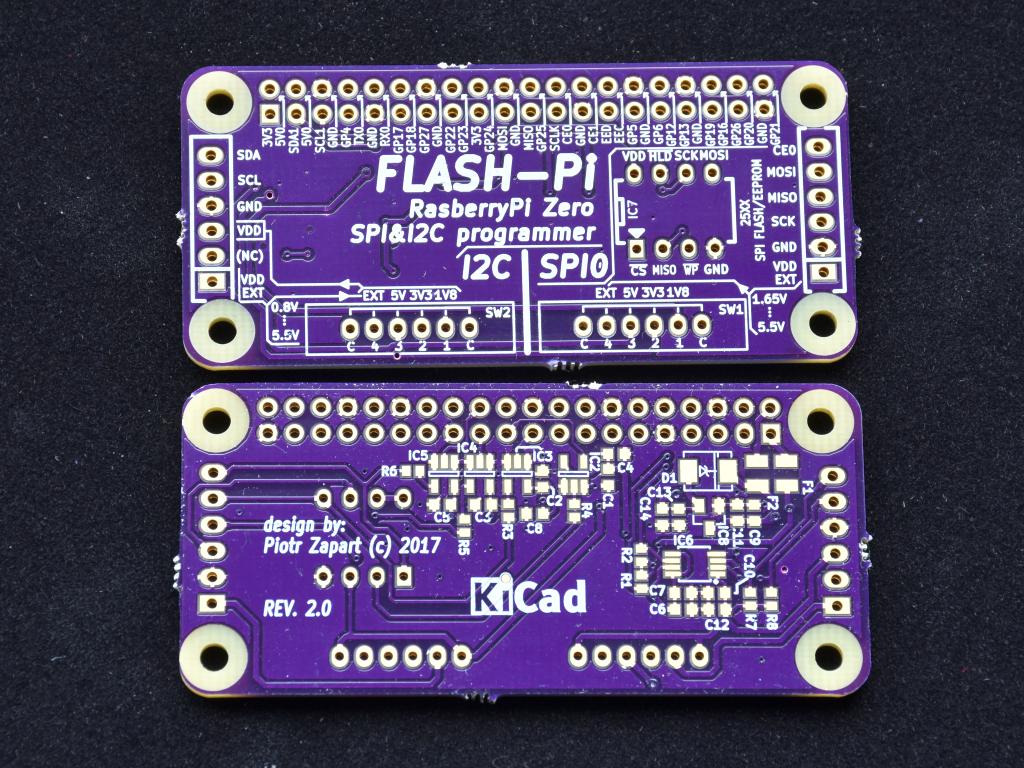 3V3 5V0 SDA1 5V0 SCL1 GND GP4 TX0 GND RX0 GP17 GP18 GP27 GND GP22 GP23 3V3 GP24 MOSI GND MISO GP25 SCLK CE0 GND CE1 EED EEC GP5 GND GP6 GP12 GP13 GND GP19 GP16 GP26 GP20 GND GP21
SDA
SCL
GND
VDD
(NC)
VDD
EXT
FLASH-Pi
RasberryPi Zero
SPI&I2C programmer
I2C
SPI0
VDD HLD SCK MOSI
IC7
CS MISO WP GND
25XX
SPI FLASH/EEPROM
CE0
MOSI
MISO
SCK
GND
VDD
EXT
0.8V
5.5V
EXT 5V 3V3 1V8
SW2
C 4 3 2 1 C
EXT 5V 3V3 1V8
SW1
C 4 3 2 1 C
1.65V
5.5V
R6 IC5 IC4 IC3 IC2 C4
D1 F1
F2
C5 C3 C2 C1
R5 R3 C8 R4
C13
C14
IC8 C11 C9
IC6
R2
R1
C7
C6
C12
C10
R7 R8
design by:
Piotr Zapart (c) 2017
REV. 2.0
KiCad